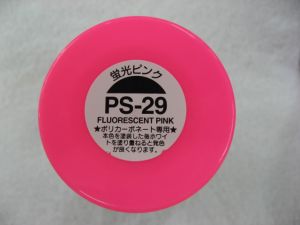 蛍光ピンク
PS-29
FLUORESCENT PINK
★ポリカーボネート専用★
本色を塗装した後ホワイ
トを塗り重ねると発色
が良くなります。